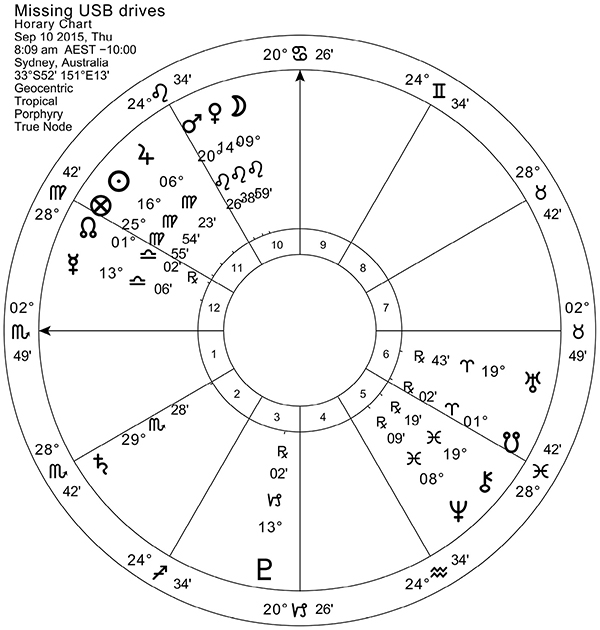 Missing USB drives
Horary Chart
Sep 10 2015, Thu
8:09 am AEST −10:00
Sydney, Australia
33°S52' 151°E13'
Geocentric
Tropical
Porphyry
True Node
20° ♋ 26'
24° ♊ 34'
28° ♉ 42'
02° ♉ 49'
28° ♓ 42'
24° ♒ 34'
20° ♑ 26'
24° ♐ 34'
28° ♏ 42'
02° ♏ 49'
28° ♍ 42'
24° ♌ 34'
♂ 20° ♌ 26'
♀ 14° ♌ 38'
☽ 09° ♌ 59'
♃ 06° ♍ 23'
☉ 16° ♍ 54'
⊗ 25° ♍ 55'
☊ 01° ♎ 02' ℞
☿ 13° ♎ 06'
♄ 29° ♏ 28'
♇ 13° ♑ 02' ℞
♆ 08° ♓ 09' ℞
⚷ 19° ♓ 19' ℞
☋ 01° ♈ 02' ℞
♅ 19° ♈ 43' ℞
1
2
3
4
5
6
7
8
9
10
11
12